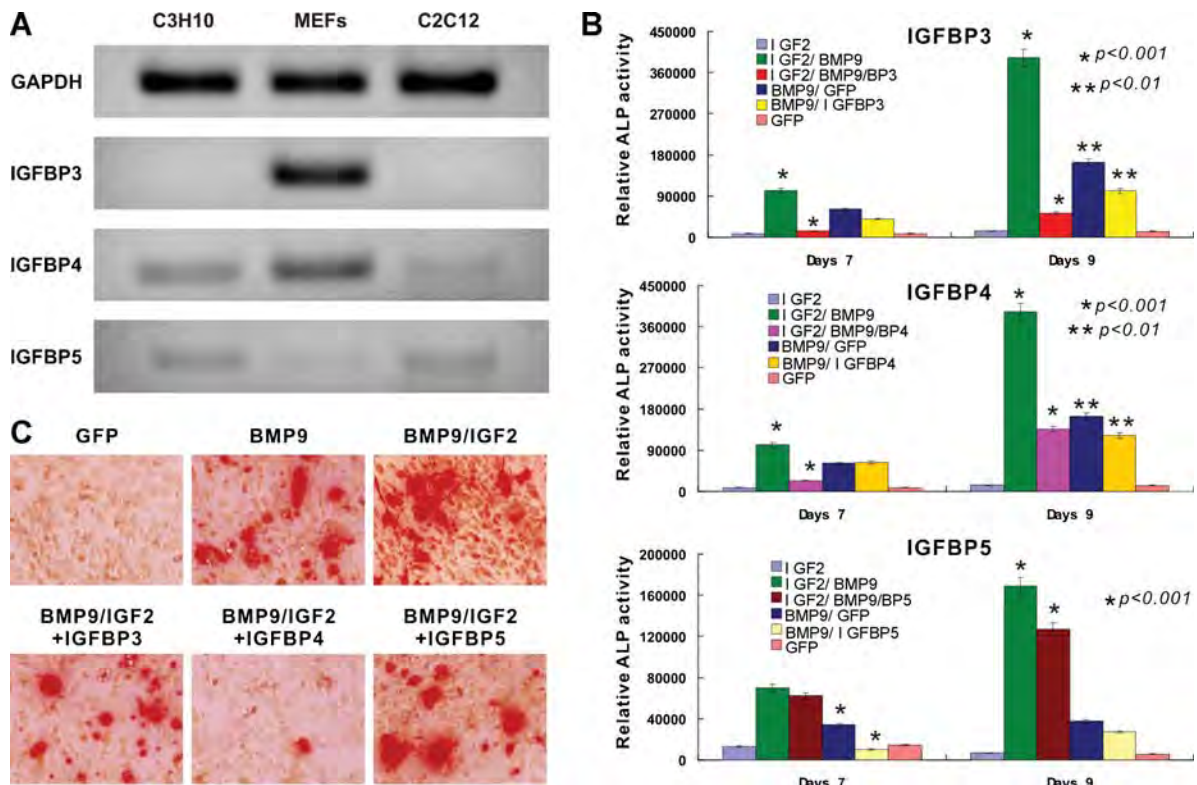 A
C3H10 MEFs C2C12
GAPDH
IGFBP3
IGFBP4
IGFBP5
C
GFP BMP9 BMP9/IGF2
BMP9/IGF2 BMP9/IGF2 BMP9/IGF2
+IGFBP3 +IGFBP4 +IGFBP5
B
IGFBP3
Relative ALP activity
450000
360000
270000
180000
90000
0
I GF2
I GF2/ BMP9
I GF2/ BMP9/BP3
BMP9/ GFP
BMP9/ I GFBP3
GFP
* p<0.001
** p<0.01
* * * * ** **
Days 7 Days 9
IGFBP4
Relative ALP activity
450000
360000
270000
180000
90000
0
I GF2
I GF2/ BMP9
I GF2/ BMP9/BP4
BMP9/ GFP
BMP9/ I GFBP4
GFP
* p<0.001
** p<0.01
* * * * ** **
Days 7 Days 9
IGFBP5
Relative ALP activity
200000
160000
120000
80000
40000
0
I GF2
I GF2/ BMP9
I GF2/ BMP9/BP5
BMP9/ GFP
BMP9/ I GFBP5
GFP
* p<0.001
* * * *
Days 7 Days 9